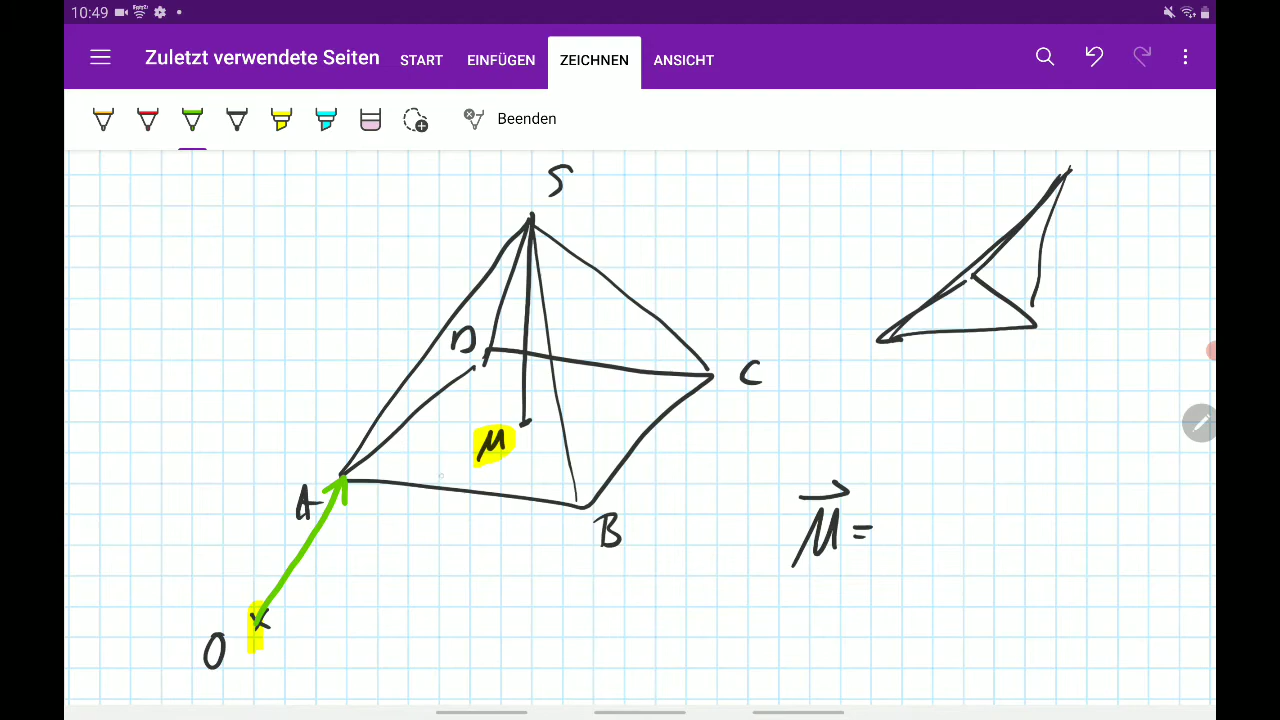 10:49
Zuletzt verwendete Seiten START EINFÜGEN ZEICHNEN ANSICHT
Beenden
S
D
C
M
A
B
M =
O